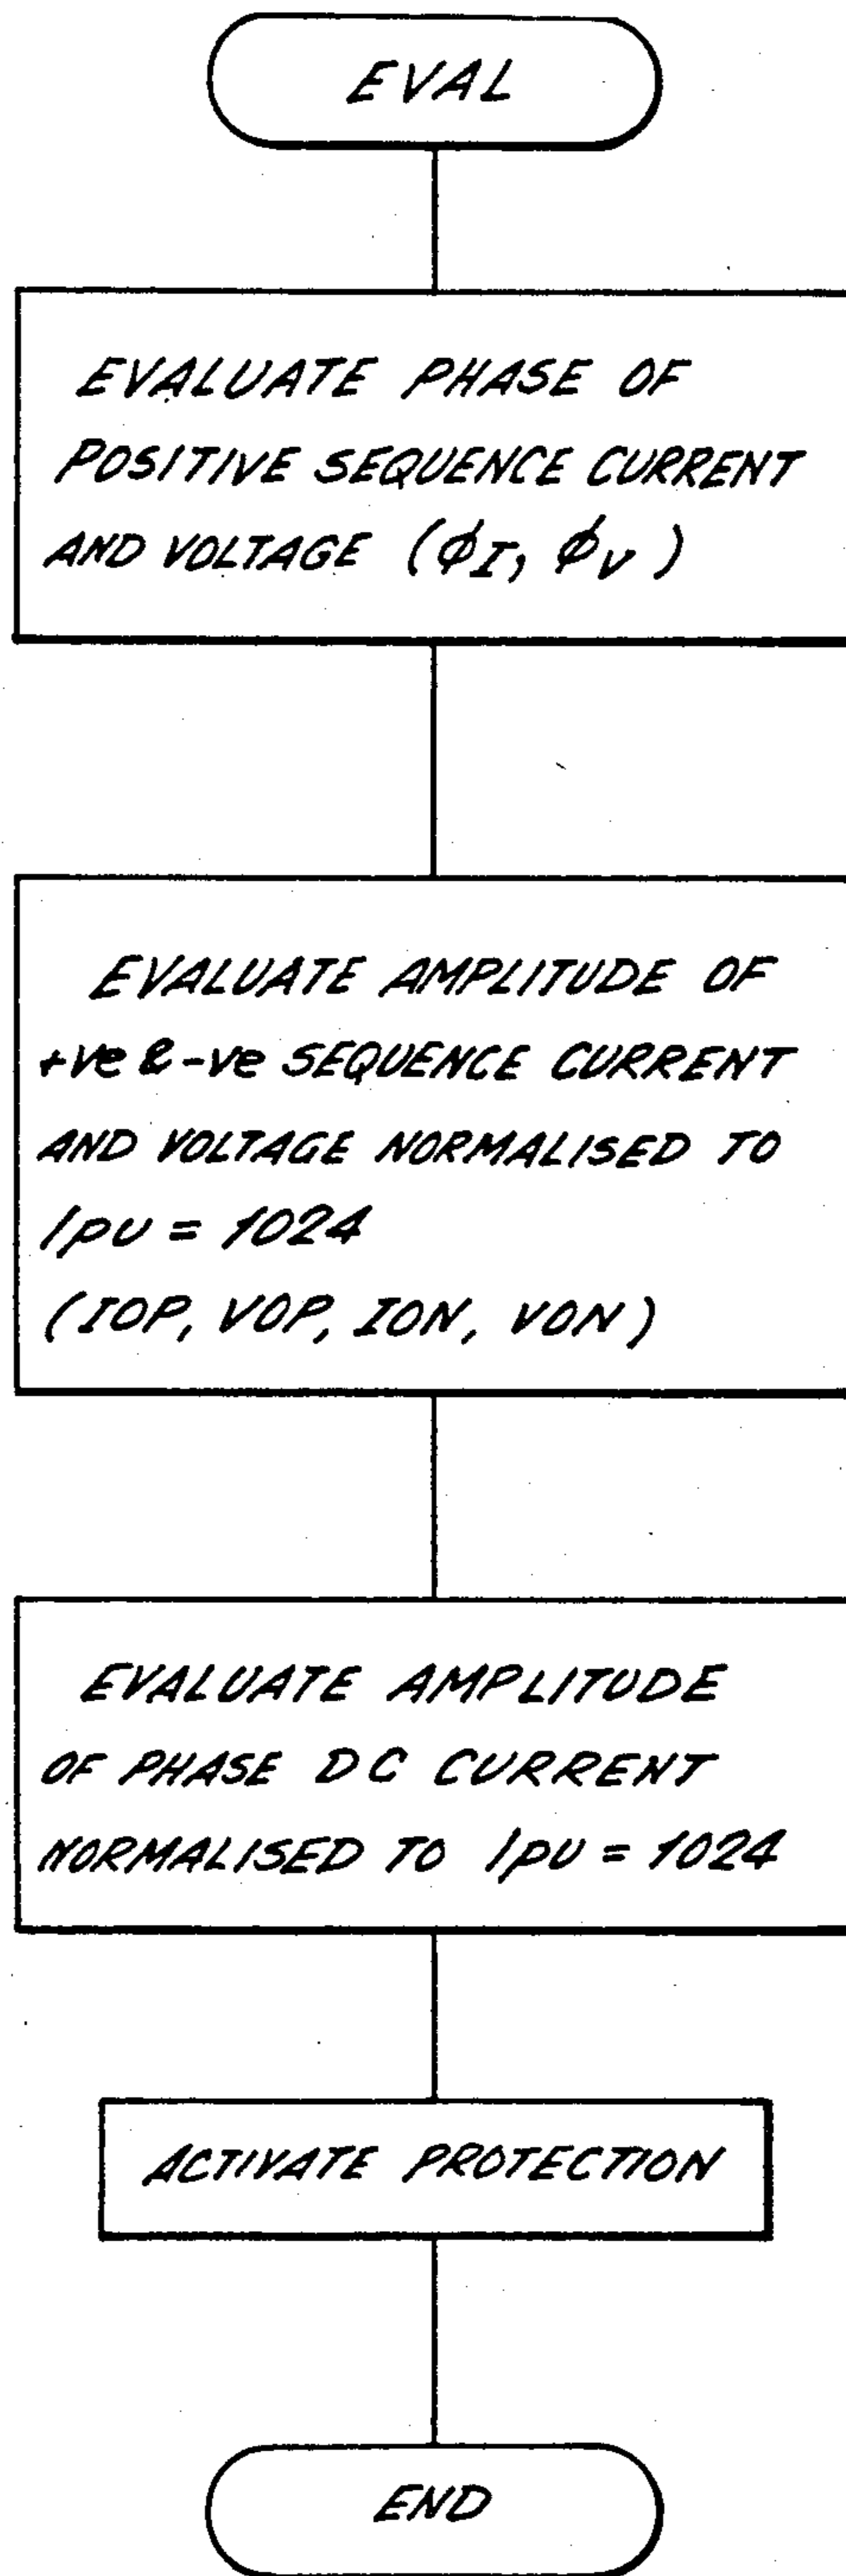 EVAL
EVALUATE PHASE OF
POSITIVE SEQUENCE CURRENT
AND VOLTAGE (ϕI, ϕV)
EVALUATE AMPLITUDE OF
+ve & -ve SEQUENCE CURRENT
AND VOLTAGE NORMALISED TO
1pu = 1024
(IOP, VOP, ION, VON)
EVALUATE AMPLITUDE
OF PHASE DC CURRENT
NORMALISED TO 1pu = 1024
ACTIVATE PROTECTION
END